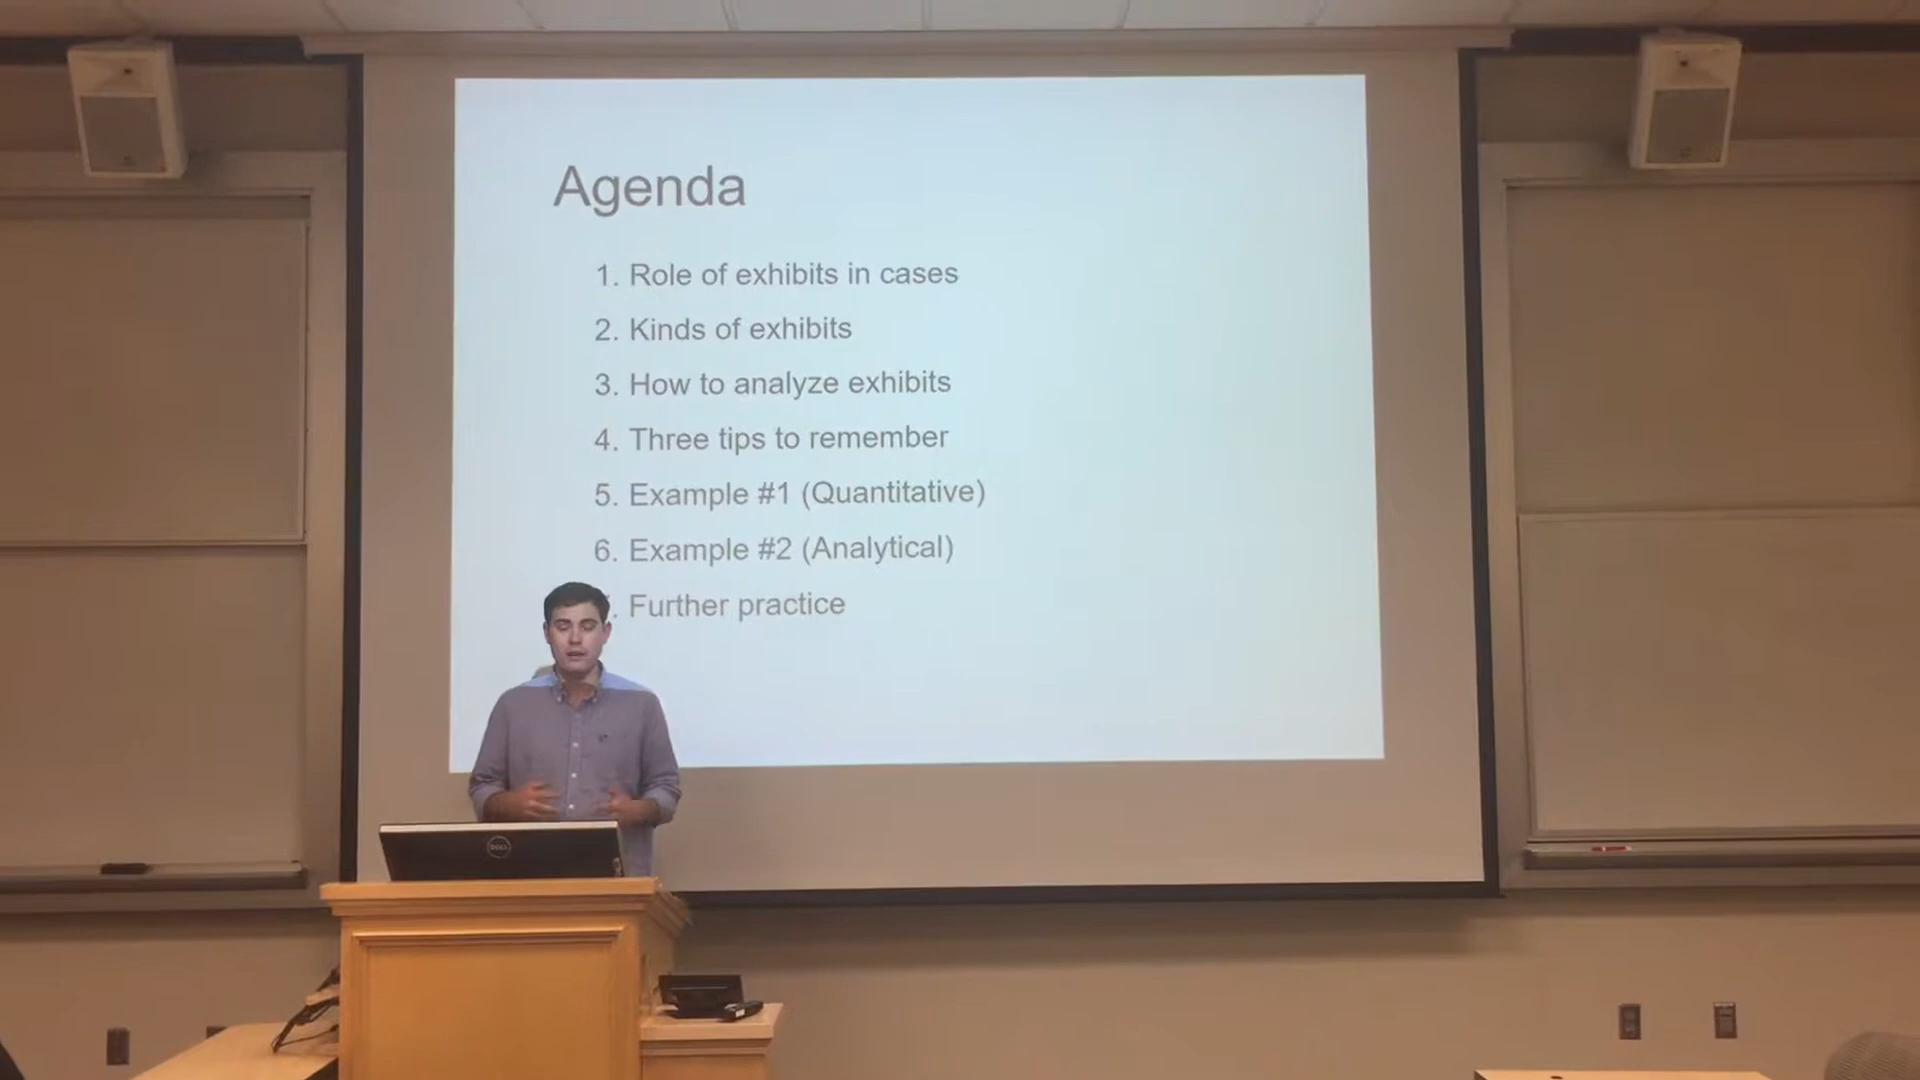 Agenda
1. Role of exhibits in cases
2. Kinds of exhibits
3. How to analyze exhibits
4. Three tips to remember
5. Example #1 (Quantitative)
6. Example #2 (Analytical)
. Further practice
DELL